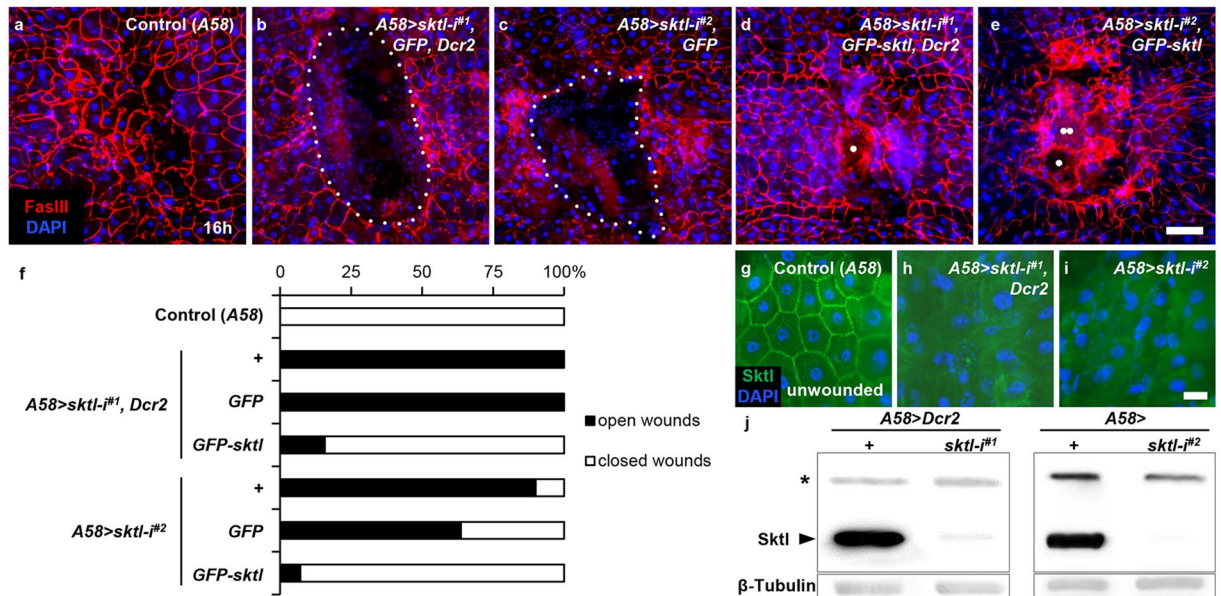 a Control (A58)
FasIII
DAPI
16h
b A58>sktl-i#1,
GFP, Dcr2
c A58>sktl-i#2,
GFP
d A58>sktl-i#1,
GFP-sktl, Dcr2
e A58>sktl-i#2,
GFP-sktl
f
0 25 50 75 100%
Control (A58)
+
A58>sktl-i#1, Dcr2
GFP
GFP-sktl
+
A58>sktl-i#2
GFP
GFP-sktl
open wounds
closed wounds
g Control (A58)
Sktl
DAPI
unwounded
h A58>sktl-i#1,
Dcr2
i A58>sktl-i#2
j A58>Dcr2 A58>
+ sktl-i#1 + sktl-i#2
*
Sktl
β-Tubulin